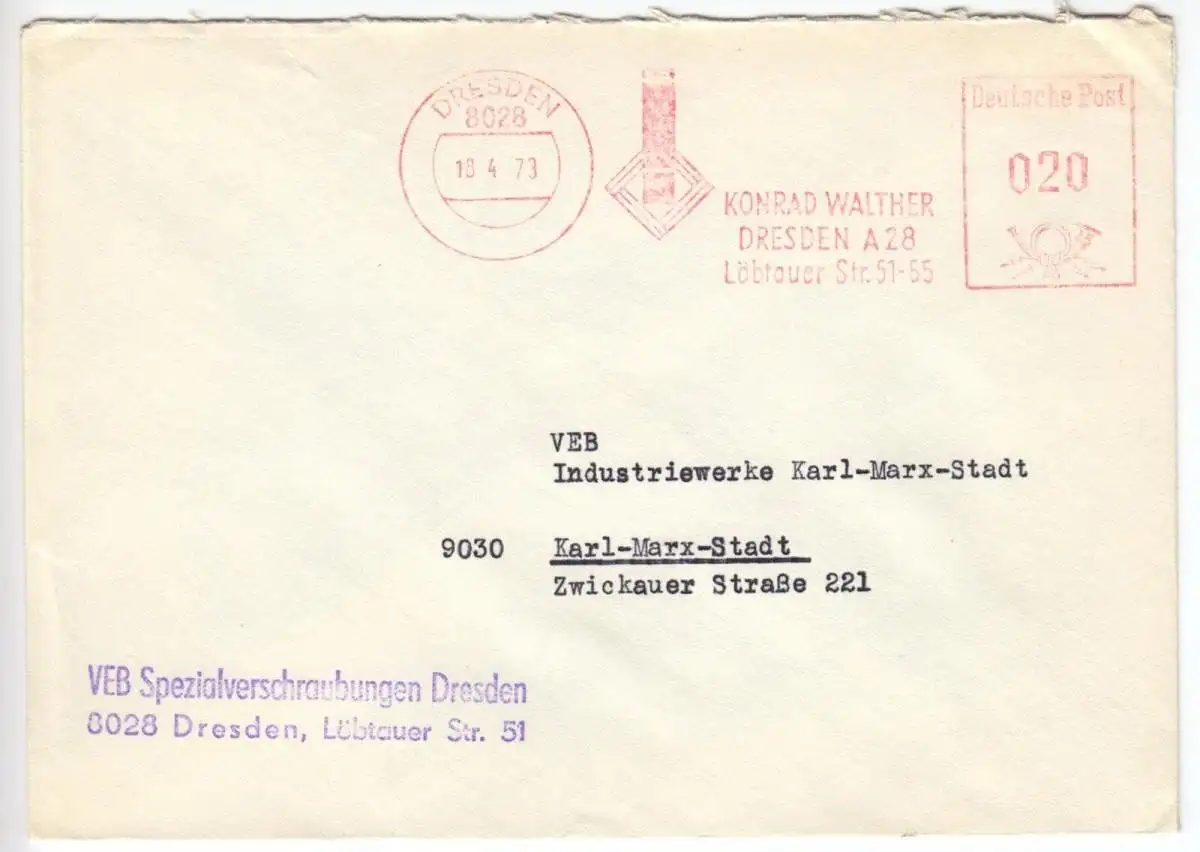 DRESDEN
8028
18 4 73
KONRAD WALTHER
DRESDEN A28
Löbtauer Str. 51-55
Deutsche Post
020
VEB
Industriewerke Karl-Marx-Stadt
9030 Karl-Marx-Stadt
Zwickauer Straße 221
VEB Spezialverschraubungen Dresden
8028 Dresden, Löbtauer Str. 51